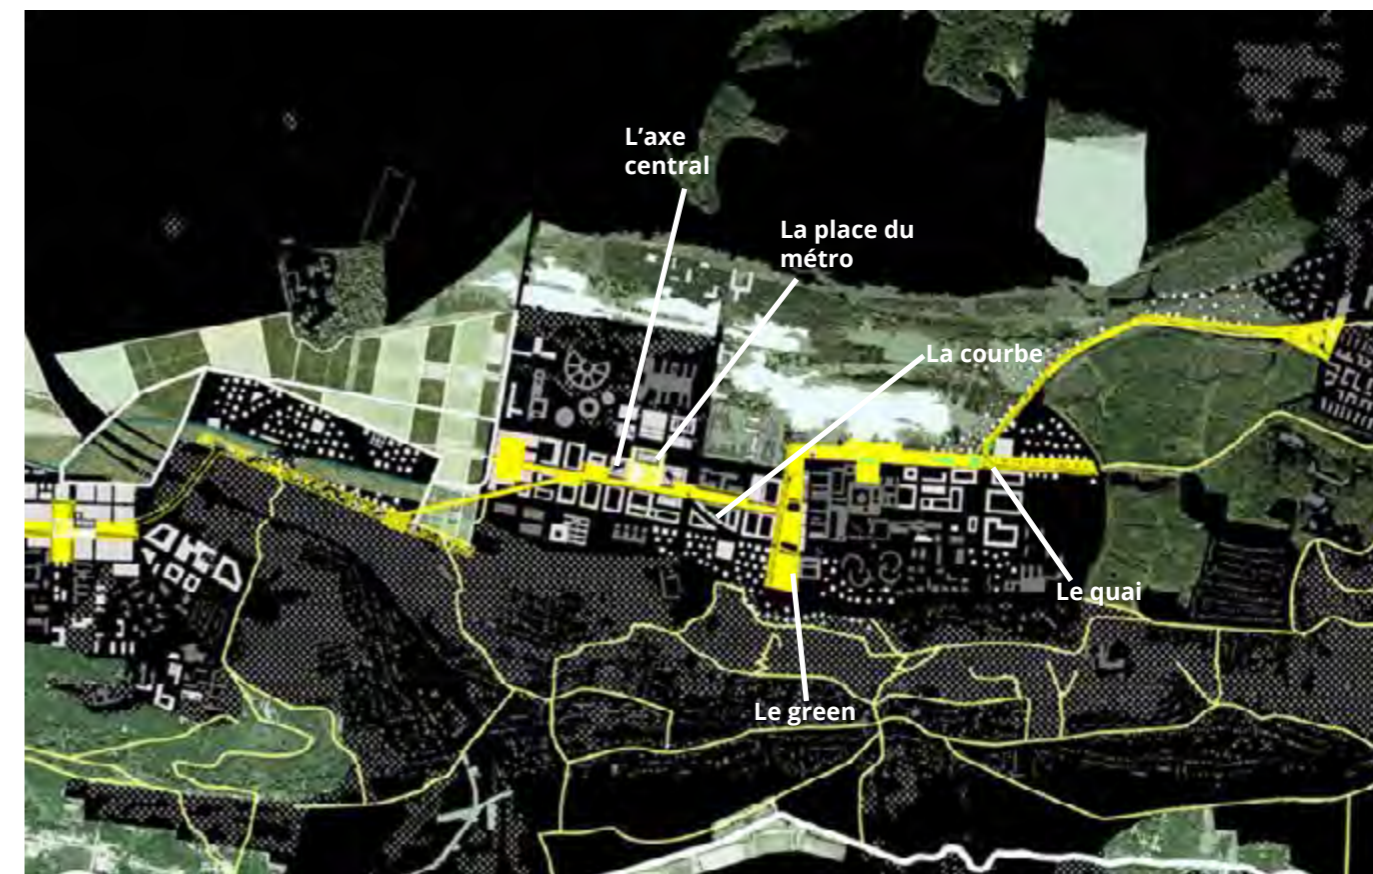 L’axe
central
La place du
métro
La courbe
Le quai
Le green